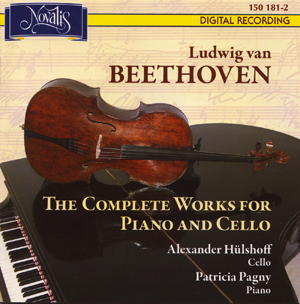 Novalis
150 181-2
DIGITAL RECORDING
Ludwig van
BEETHOVEN
THE COMPLETE WORKS FOR
PIANO AND CELLO
Alexander Hülshoff
Cello
Patricia Pagny
Piano